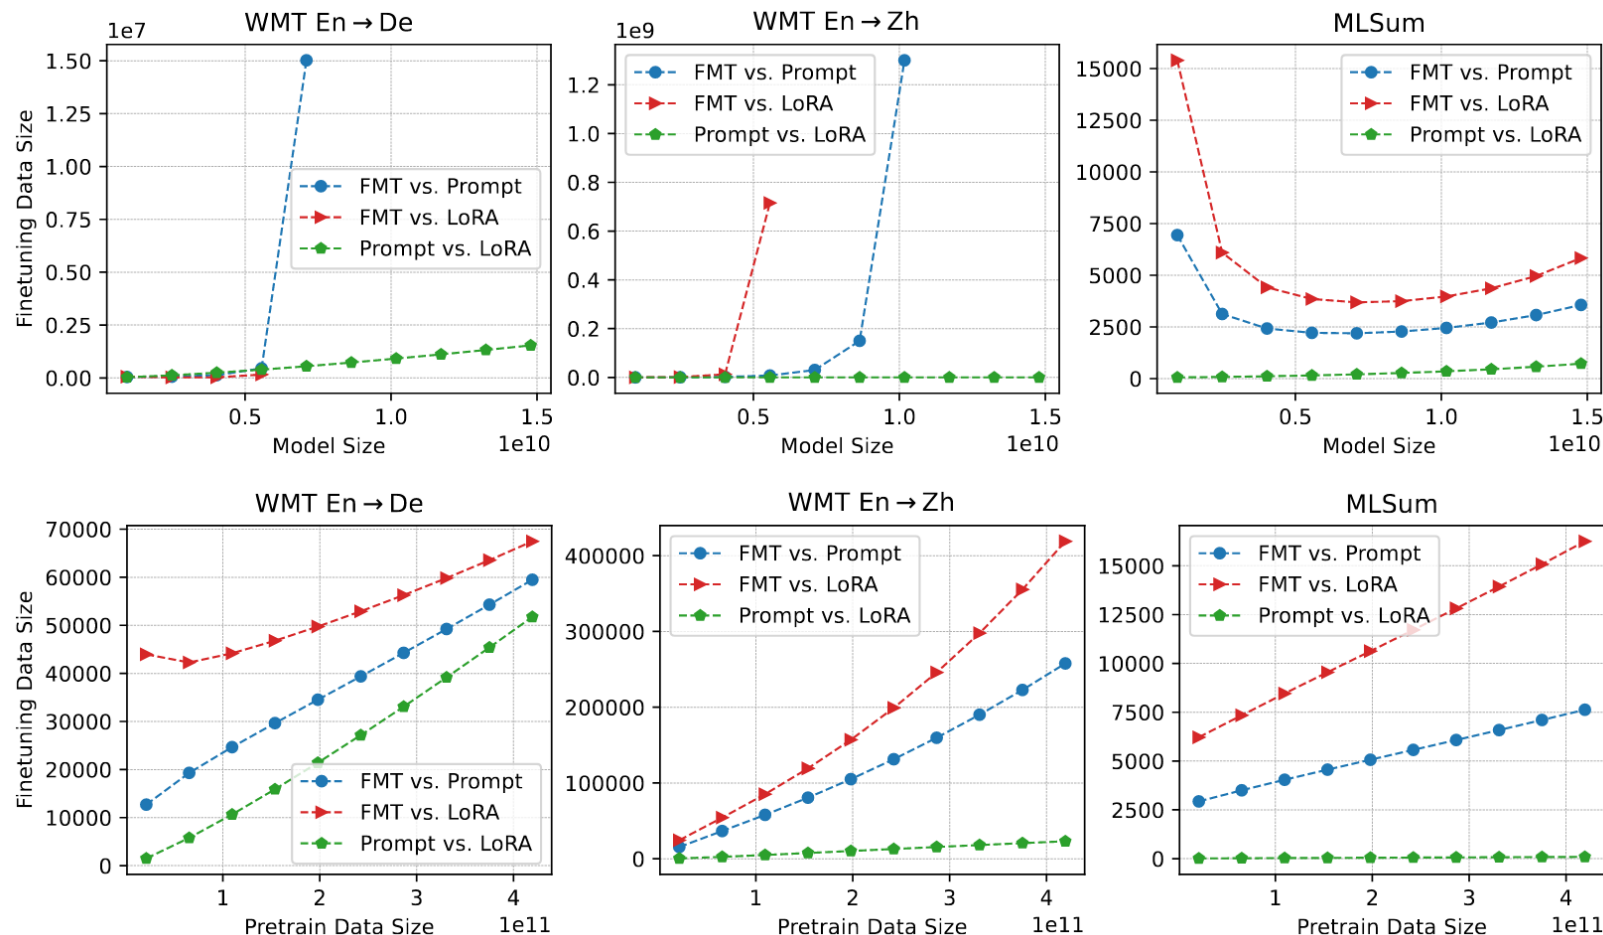 WMT En→De
1e7
1.50
1.25
1.00
0.75
0.50
0.25
0.00
Finetuning Data Size
FMT vs. Prompt
FMT vs. LoRA
Prompt vs. LoRA
0.5
1.0
1.5
Model Size
1e10
WMT En→Zh
1e9
1.2
1.0
0.8
0.6
0.4
0.2
0.0
FMT vs. Prompt
FMT vs. LoRA
Prompt vs. LoRA
0.5
1.0
1.5
Model Size
1e10
MLSum
15000
12500
10000
7500
5000
2500
0
FMT vs. Prompt
FMT vs. LoRA
Prompt vs. LoRA
0.5
1.0
1.5
Model Size
1e10
WMT En→De
70000
60000
50000
40000
30000
20000
10000
0
Finetuning Data Size
FMT vs. Prompt
FMT vs. LoRA
Prompt vs. LoRA
1
2
3
4
Pretrain Data Size
1e11
WMT En→Zh
400000
300000
200000
100000
0
FMT vs. Prompt
FMT vs. LoRA
Prompt vs. LoRA
1
2
3
4
Pretrain Data Size
1e11
MLSum
15000
12500
10000
7500
5000
2500
0
FMT vs. Prompt
FMT vs. LoRA
Prompt vs. LoRA
1
2
3
4
Pretrain Data Size
1e11